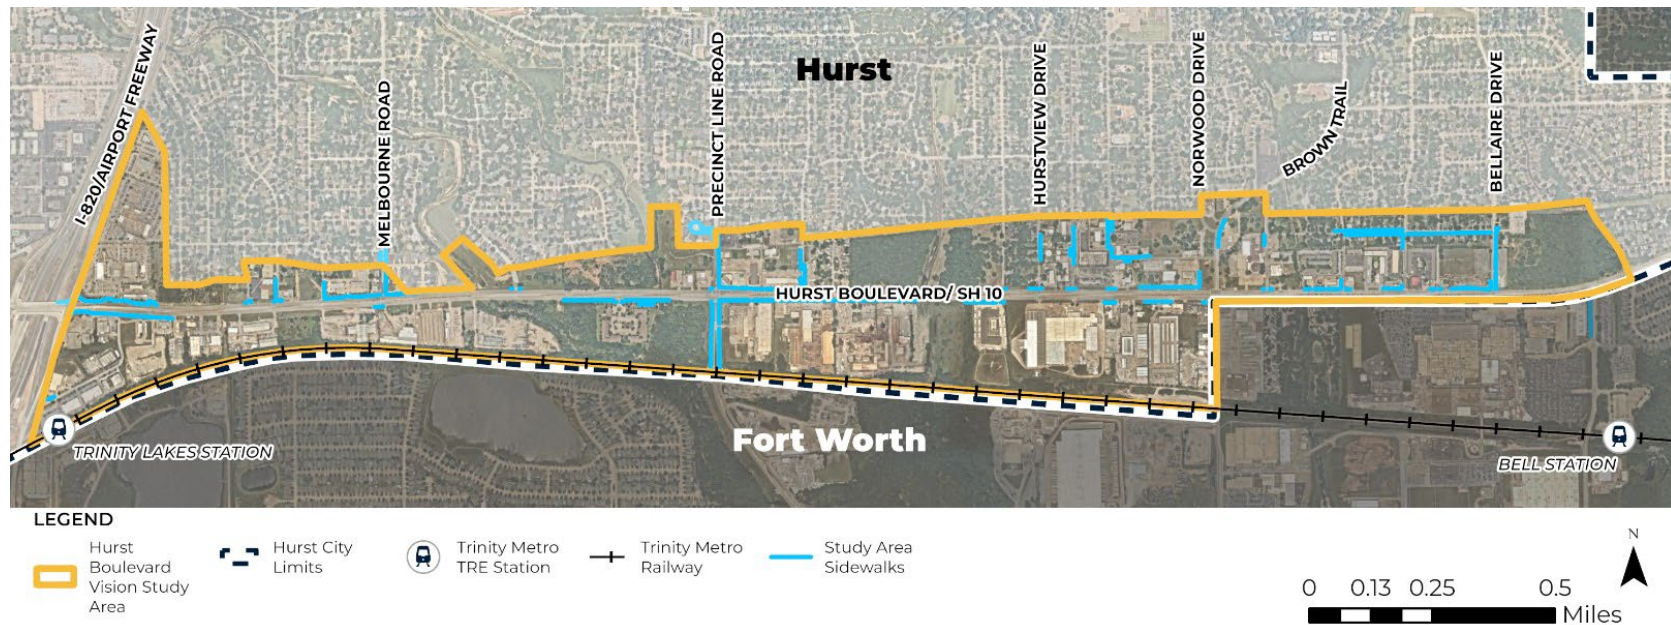 Hurst
I-820/AIRPORT FREEWAY
MELBOURNE ROAD
PRECINCT LINE ROAD
HURSTVIEW DRIVE
NORWOOD DRIVE
BROWN TRAIL
BELLAIRE DRIVE
HURST BOULEVARD/ SH 10
Fort Worth
TRINITY LAKES STATION
BELL STATION
LEGEND
Hurst
Boulevard
Vision Study
Area
Hurst City
Limits
Trinity Metro
TRE Station
Trinity Metro
Railway
Study Area
Sidewalks
N
0 0.13 0.25 0.5
Miles